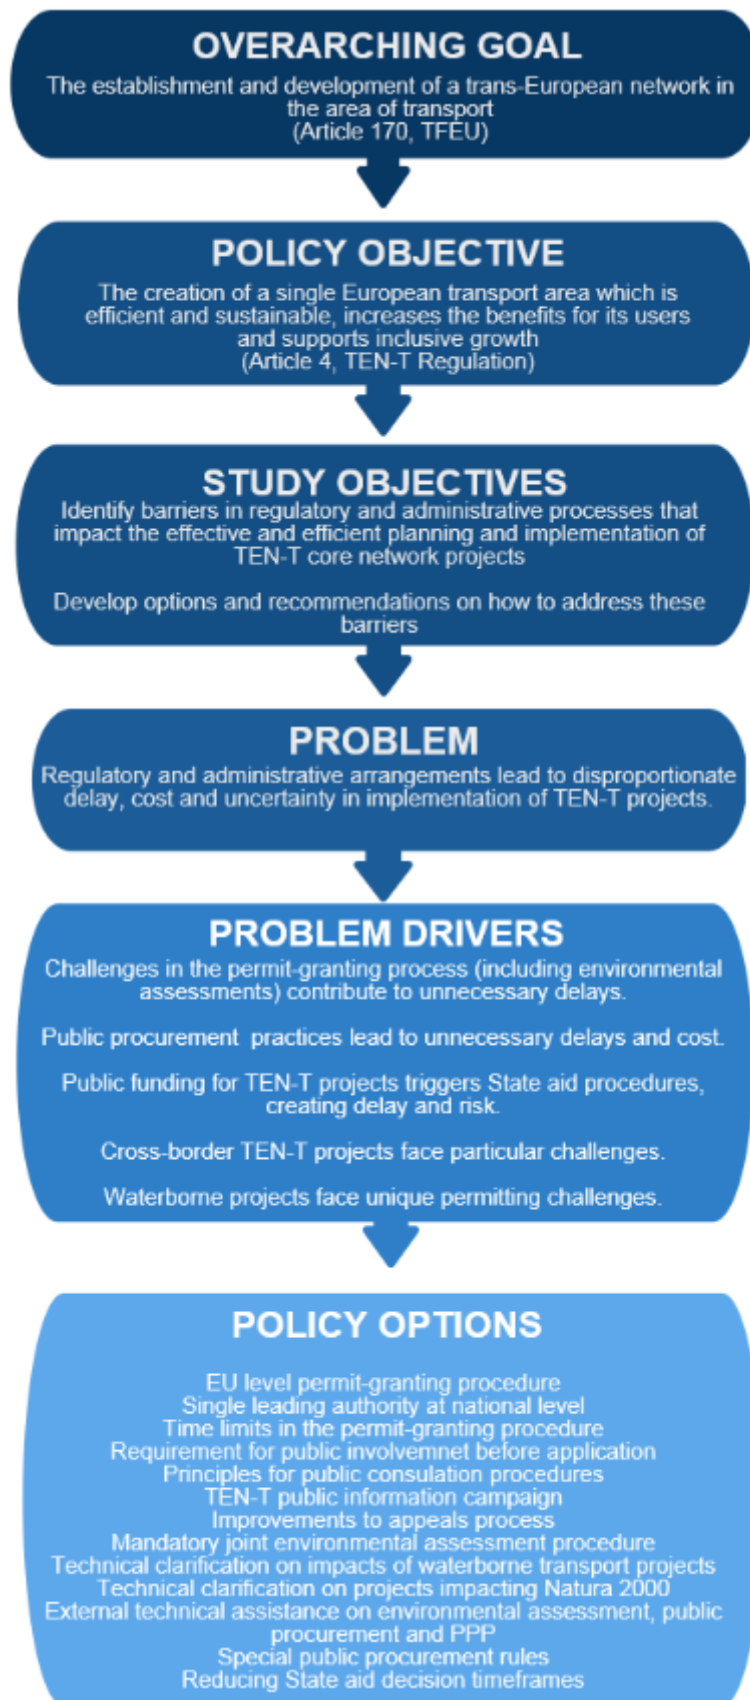 OVERARCHING GOAL
The establishment and development of a trans-European network in
the area of transport
(Article 170, TFEU)
POLICY OBJECTIVE
The creation of a single European transport area which is
efficient and sustainable, increases the benefits for its users
and supports inclusive growth
(Article 4, TEN-T Regulation)
STUDY OBJECTIVES
Identify barriers in regulatory and administrative processes that
impact the effective and efficient planning and implementation of
TEN-T core network projects
Develop options and recommendations on how to address these
barriers
PROBLEM
Regulatory and administrative arrangements lead to disproportionate
delay, cost and uncertainty in implementation of TEN-T projects.
PROBLEM DRIVERS
Challenges in the permit-granting process (including environmental
assessments) contribute to unnecessary delays.
Public procurement practices lead to unnecessary delays and cost.
Public funding for TEN-T projects triggers State aid procedures,
creating delay and risk.
Cross-border TEN-T projects face particular challenges.
Waterborne projects face unique permitting challenges.
POLICY OPTIONS
EU level permit-granting procedure
Single leading authority at national level
Time limits in the permit-granting procedure
Requirement for public involvemnet before application
Principles for public consulation procedures
TEN-T public information campaign
Improvements to appeals process
Mandatory joint environmental assessment procedure
Technical clarification on impacts of waterborne transport projects
Technical clarification on projects impacting Natura 2000
External technical assistance on environmental assessment, public
procurement and PPP
Special public procurement rules
Reducing State aid decision timeframes